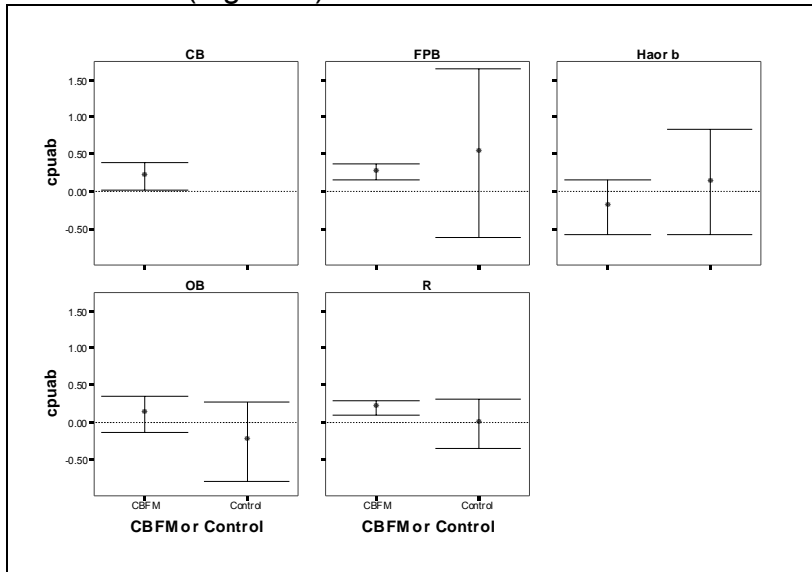 CB
FPB
Haor b
cpuab
1.50
1.00
0.50
0.00
-0.50
OB
R
cpuab
1.50
1.00
0.50
0.00
-0.50
CBFM
Control
CBFM
Control
CBFM or Control
CBFM or Control